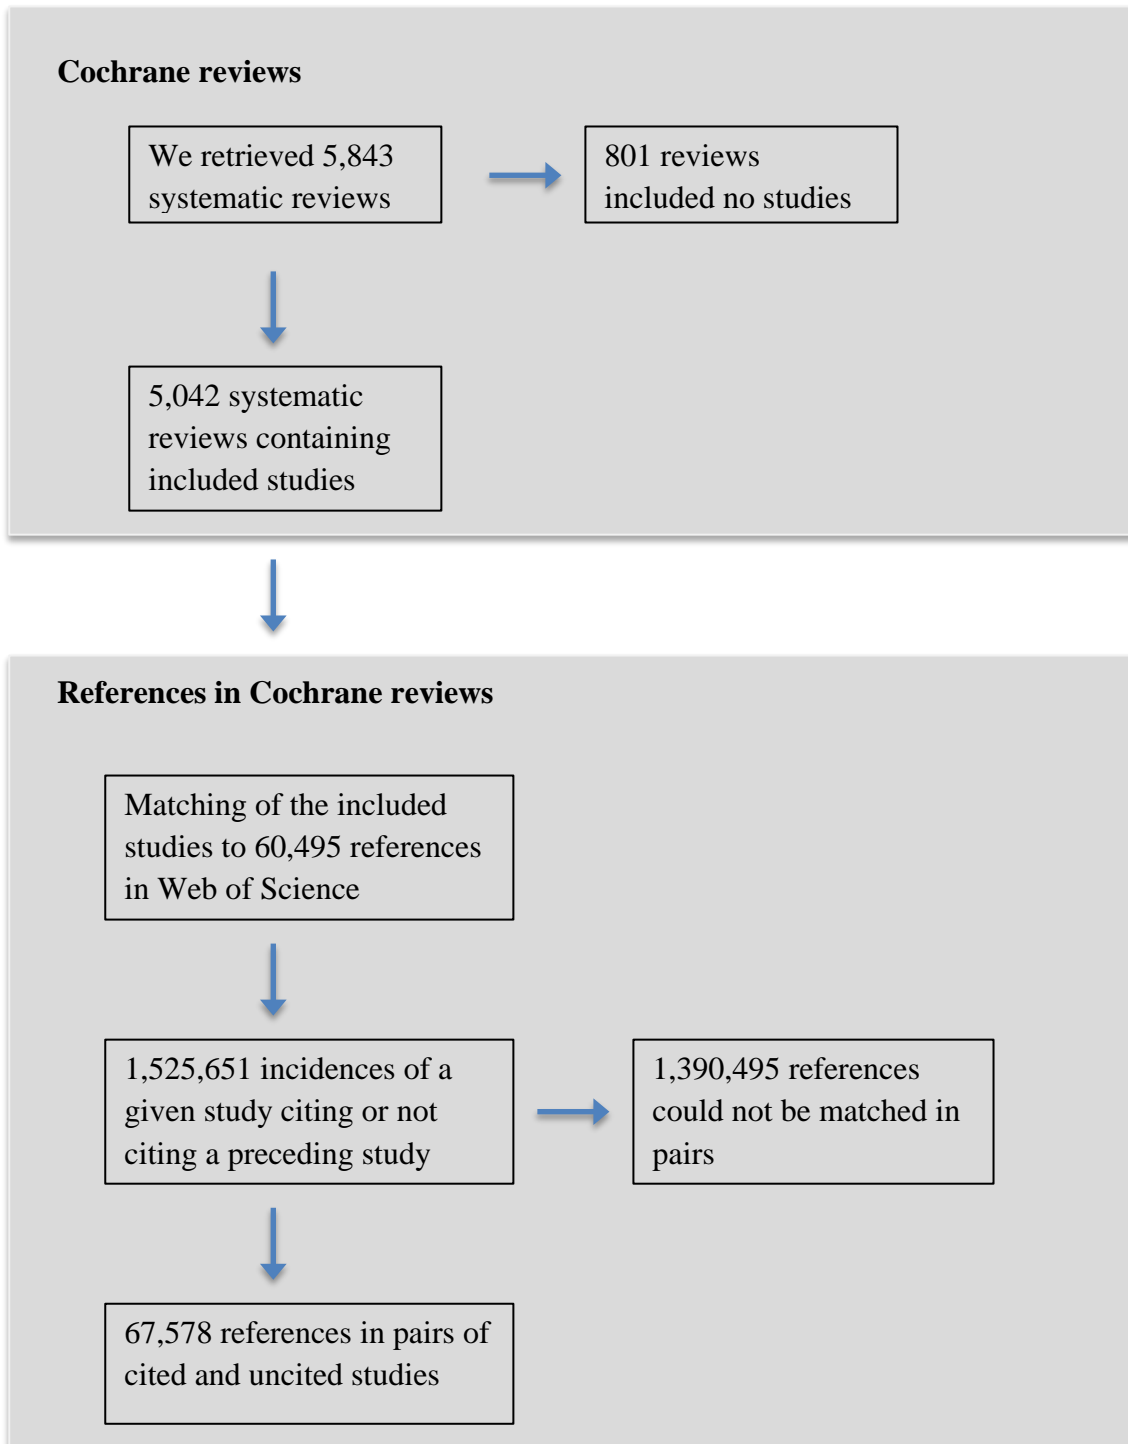 Cochrane reviews
We retrieved 5,843
systematic reviews
801 reviews
included no studies
5,042 systematic
reviews containing
included studies
References in Cochrane reviews
Matching of the included
studies to 60,495 references
in Web of Science
1,525,651 incidences of a
given study citing or not
citing a preceding study
1,390,495 references
could not be matched in
pairs
67,578 references in pairs of
cited and uncited studies